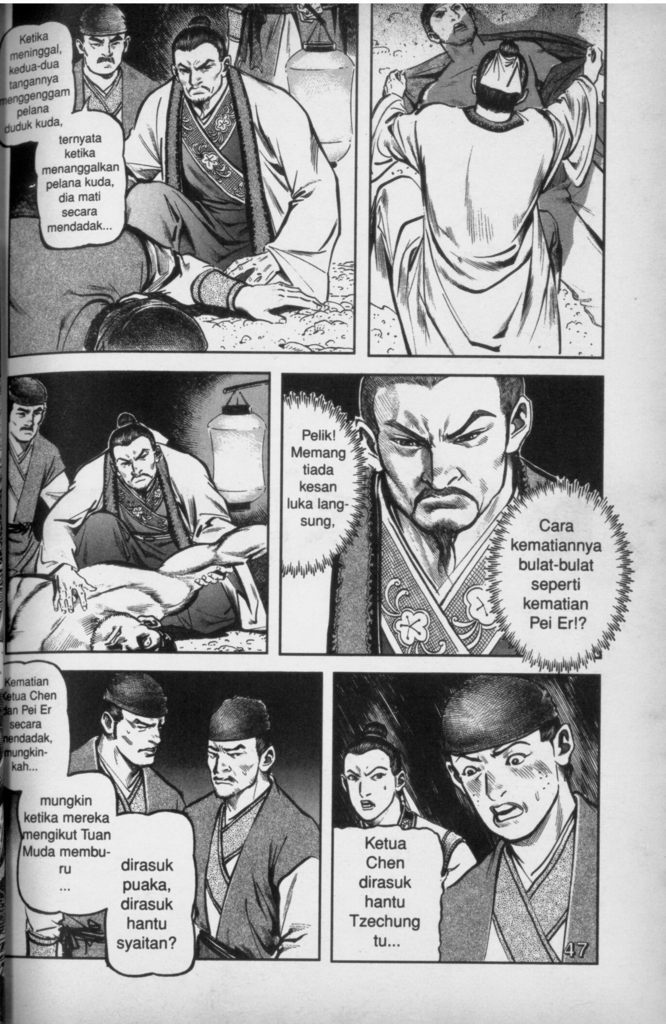 Ketika
meninggal,
kedua-dua
tangannya
menggenggam
pelana
duduk kuda,
ternyata
ketika
menanggalkan
pelana kuda,
dia mati
secara
mendadak...
Pelik!
Memang
tiada
kesan
luka lang-
sung,
Cara
kematiannya
bulat-bulat
seperti
kematian
Pei Er!?
Kematian
Ketua Chen
dan Pei Er
secara
mendadak,
mungkin-
kah...
mungkin
ketika mereka
mengikut Tuan
Muda membu-
ru
...
dirasuk
puaka,
dirasuk
hantu
syaitan?
Ketua
Chen
dirasuk
hantu
Tzechung
tu...
47